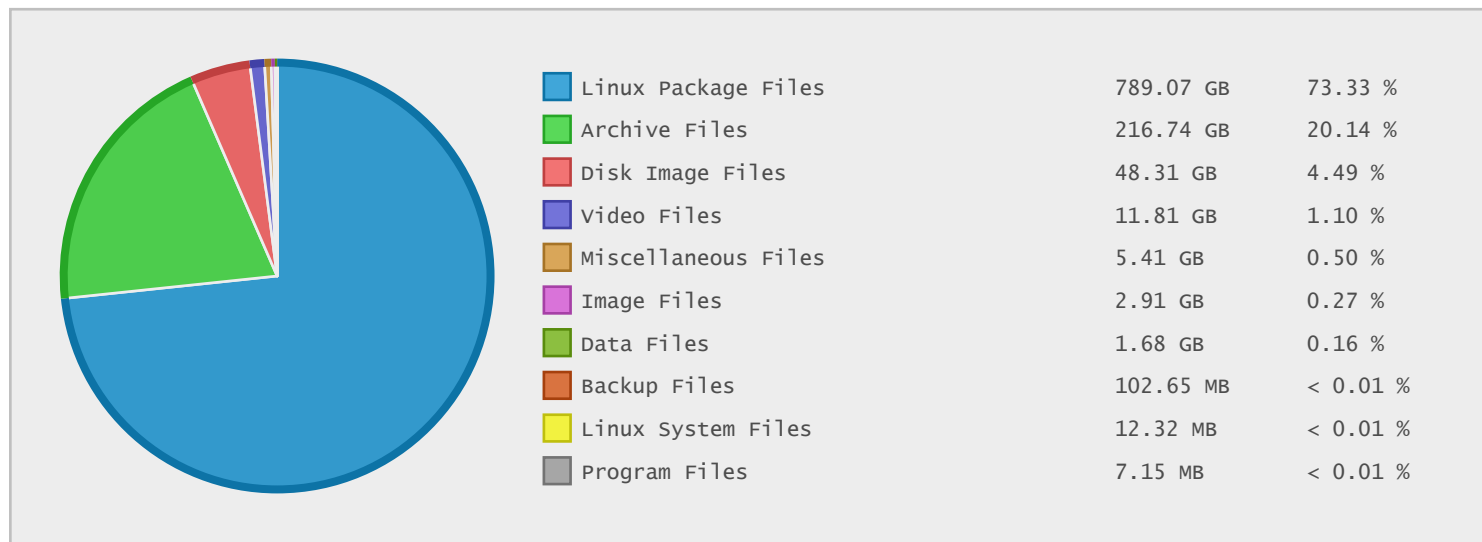 Linux Package Files 789.07 GB 73.33 %
Archive Files 216.74 GB 20.14 %
Disk Image Files 48.31 GB 4.49 %
Video Files 11.81 GB 1.10 %
Miscellaneous Files 5.41 GB 0.50 %
Image Files 2.91 GB 0.27 %
Data Files 1.68 GB 0.16 %
Backup Files 102.65 MB < 0.01 %
Linux System Files 12.32 MB < 0.01 %
Program Files 7.15 MB < 0.01 %